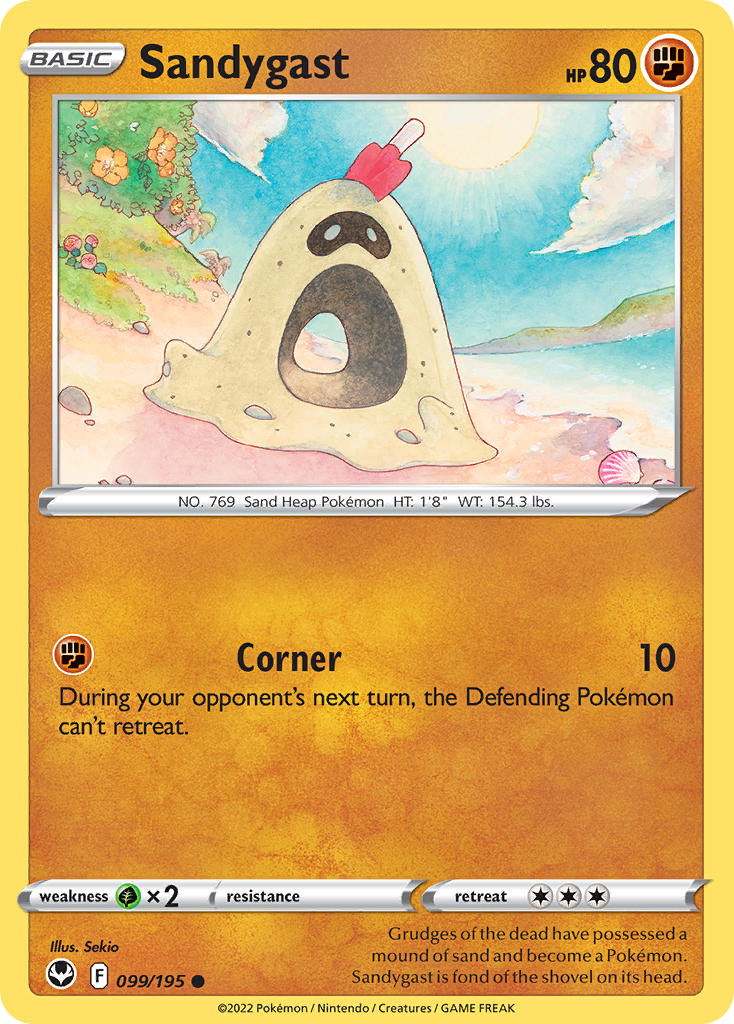 BASIC Sandygast HP 80
NO. 769 Sand Heap Pokémon HT: 1'8" WT: 154.3 lbs.
Corner 10
During your opponent's next turn, the Defending Pokémon
can't retreat.
weakness ×2 resistance retreat
Illus. Sekio
Grudges of the dead have possessed a
mound of sand and become a Pokémon.
Sandygast is fond of the shovel on its head.
F 099/195
©2022 Pokémon / Nintendo / Creatures / GAME FREAK